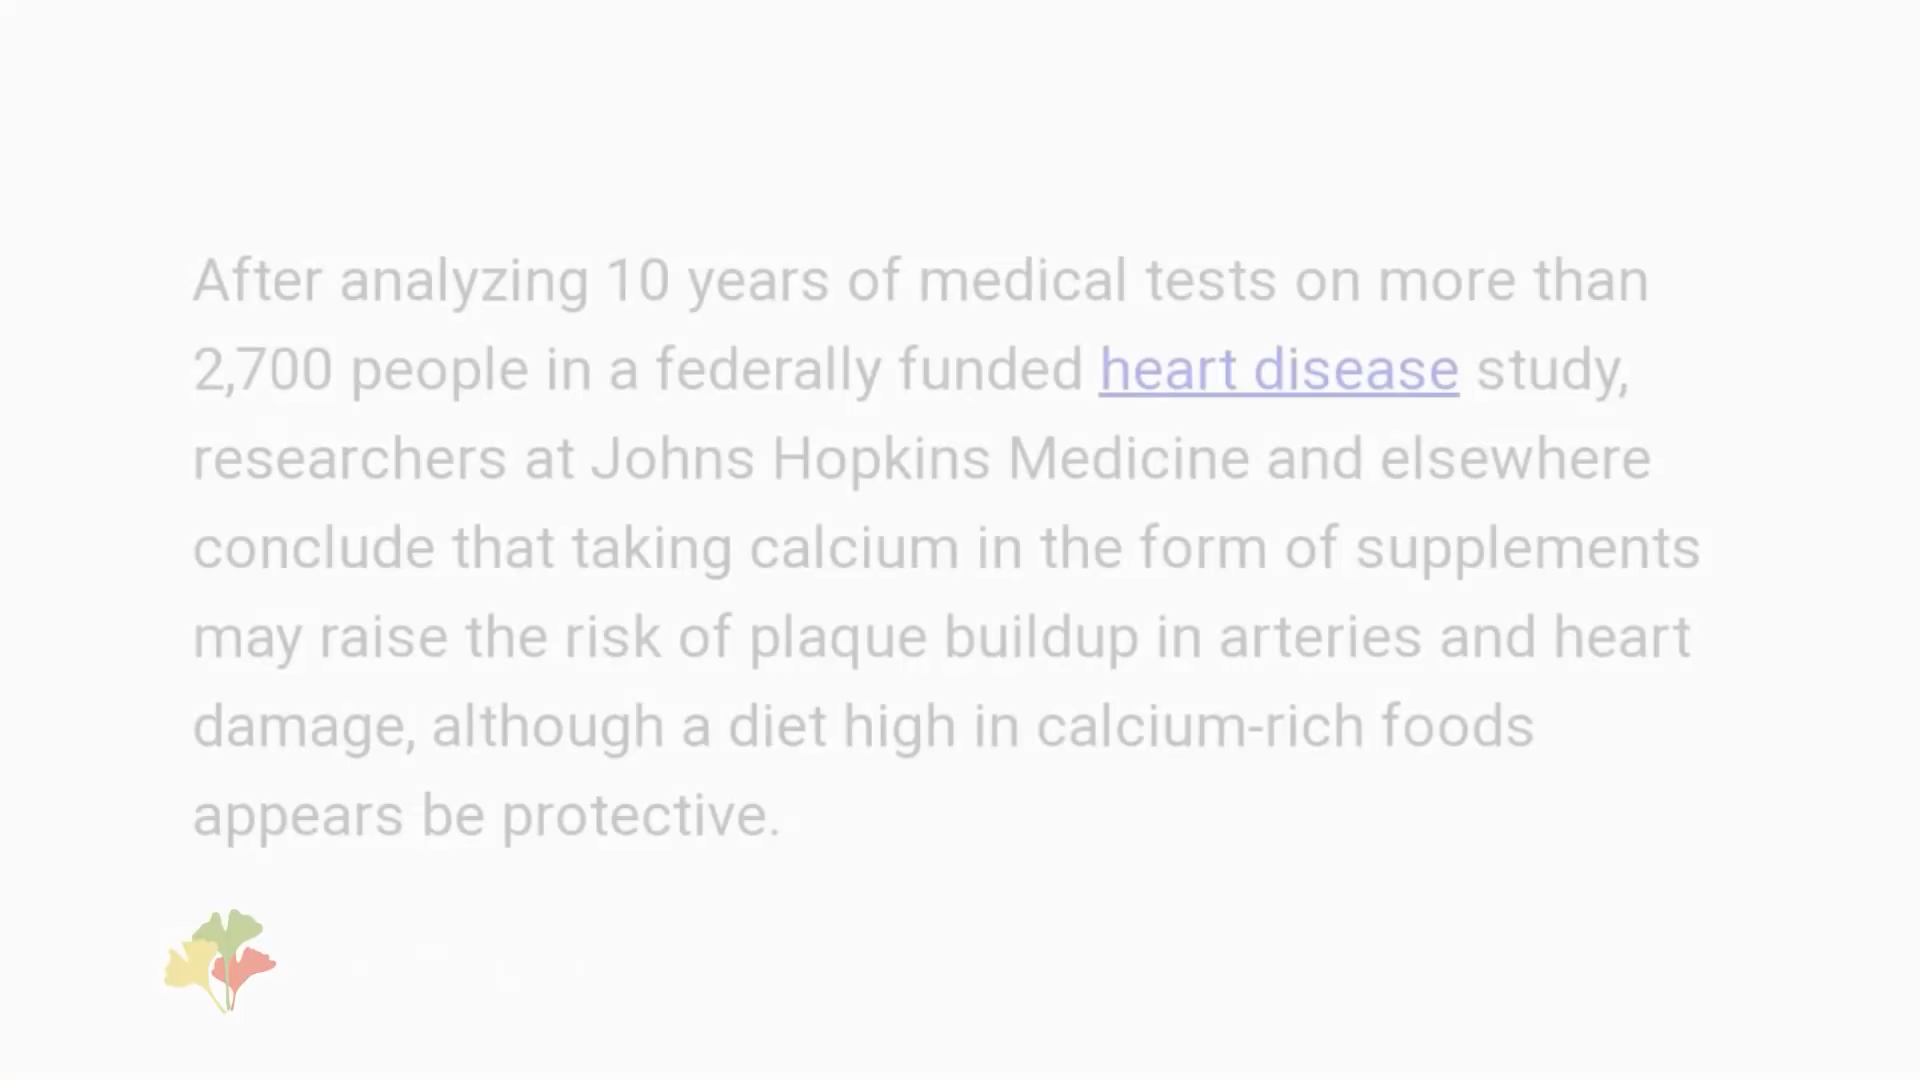 After analyzing 10 years of medical tests on more than
2,700 people in a federally funded heart disease study,
researchers at Johns Hopkins Medicine and elsewhere
conclude that taking calcium in the form of supplements
may raise the risk of plaque buildup in arteries and heart
damage, although a diet high in calcium-rich foods
appears be protective.